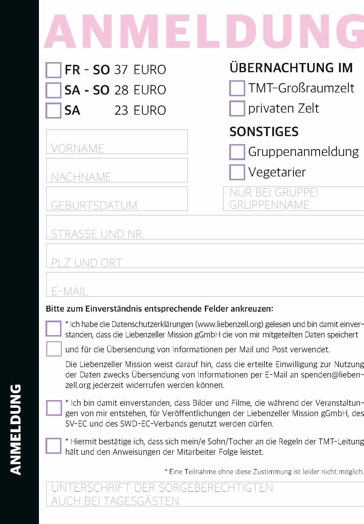 ANMELDUNG
FR - SO 37 EURO
SA - SO 28 EURO
SA 23 EURO
ÜBERNACHTUNG IM
TMT-Großraumzelt
privaten Zelt
SONSTIGES
Gruppenanmeldung
Vegetarier
VORNAME
NACHNAME
GEBURTSDATUM
NUR BEI GRUPPE!
GRUPPENNAME
STRASSE UND NR.
PLZ UND ORT
E-MAIL
Bitte zum Einverständnis entsprechende Felder ankreuzen:
* Ich habe die Datenschutzerklärungen (www.liebenzell.org) gelesen und bin damit einver-
standen, dass die Liebenzeller Mission gGmbH die von mir mitgeteilten Daten speichert
und für die Übersendung von Informationen per Mail und Post verwendet.
Die Liebenzeller Mission weist darauf hin, dass die erteilte Einwilligung zur Nutzung
der Daten zwecks Übersendung von Informationen per E-Mail an spenden@lieben-
zell.org jederzeit widerrufen werden können.
* Ich bin damit einverstanden, dass Bilder und Filme, die während der Veranstaltun-
gen von mir entstehen, für Veröffentlichungen der Liebenzeller Mission gGmbH, des
SV-EC und des SWD-EC-Verbands genutzt werden dürfen.
* Hiermit bestätige ich, dass sich mein/e Sohn/Tocher an die Regeln der TMT-Leitung
hält und den Anweisungen der Mitarbeiter Folge leistet.
* Eine Teilnahme ohne diese Zustimmung ist leider nicht möglich.
UNTERSCHRIFT DER SORGEBERECHTIGTEN
AUCH BEI TAGESGÄSTEN
ANMELDUNG